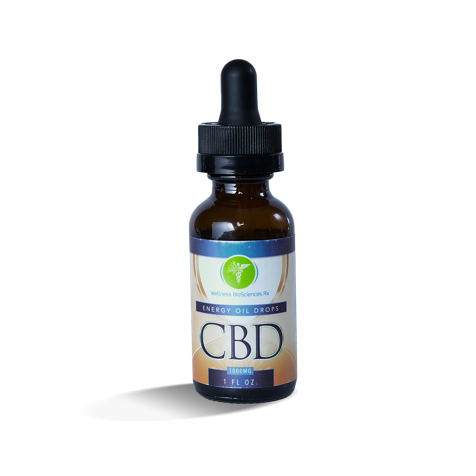 Wellness BioSciences Rx
ENERGY OIL DROPS
CBD
1000MG
1 FL OZ.